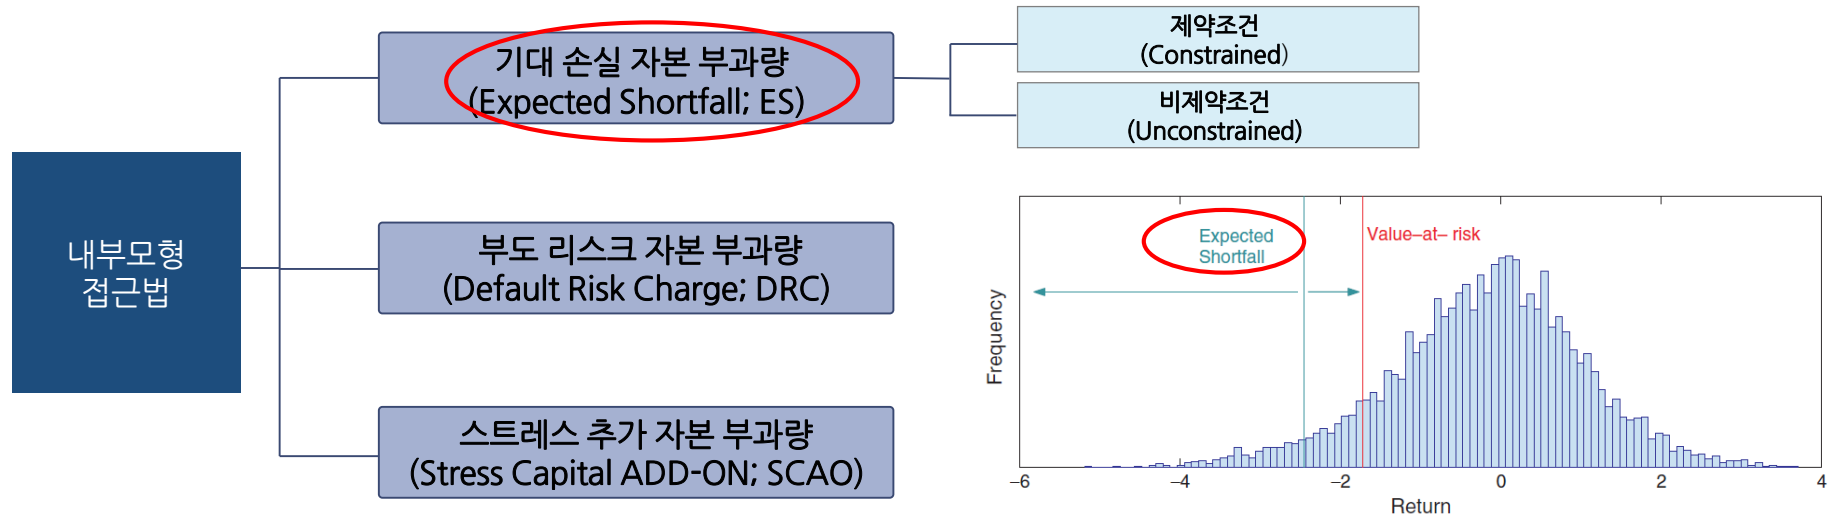 내부모형
접근법
기대 손실 자본 부과량
(Expected Shortfall; ES)
부도 리스크 자본 부과량
(Default Risk Charge; DRC)
스트레스 추가 자본 부과량
(Stress Capital ADD-ON; SCAO)
제약조건
(Constrained)
비제약조건
(Unconstrained)
Expected
Shortfall
Value–at– risk
Frequency
–6 –4 –2 0 2 4
Return